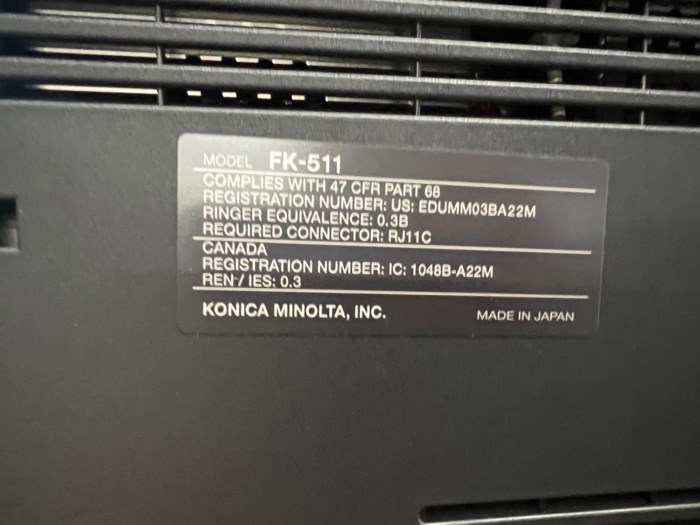 MODEL FK-511
COMPLIES WITH 47 CFR PART 68
REGISTRATION NUMBER: US: EDUMM03BA22M
RINGER EQUIVALENCE: 0.3B
REQUIRED CONNECTOR: RJ11C
CANADA
REGISTRATION NUMBER: IC: 1048B-A22M
REN / IES: 0.3
KONICA MINOLTA, INC. MADE IN JAPAN